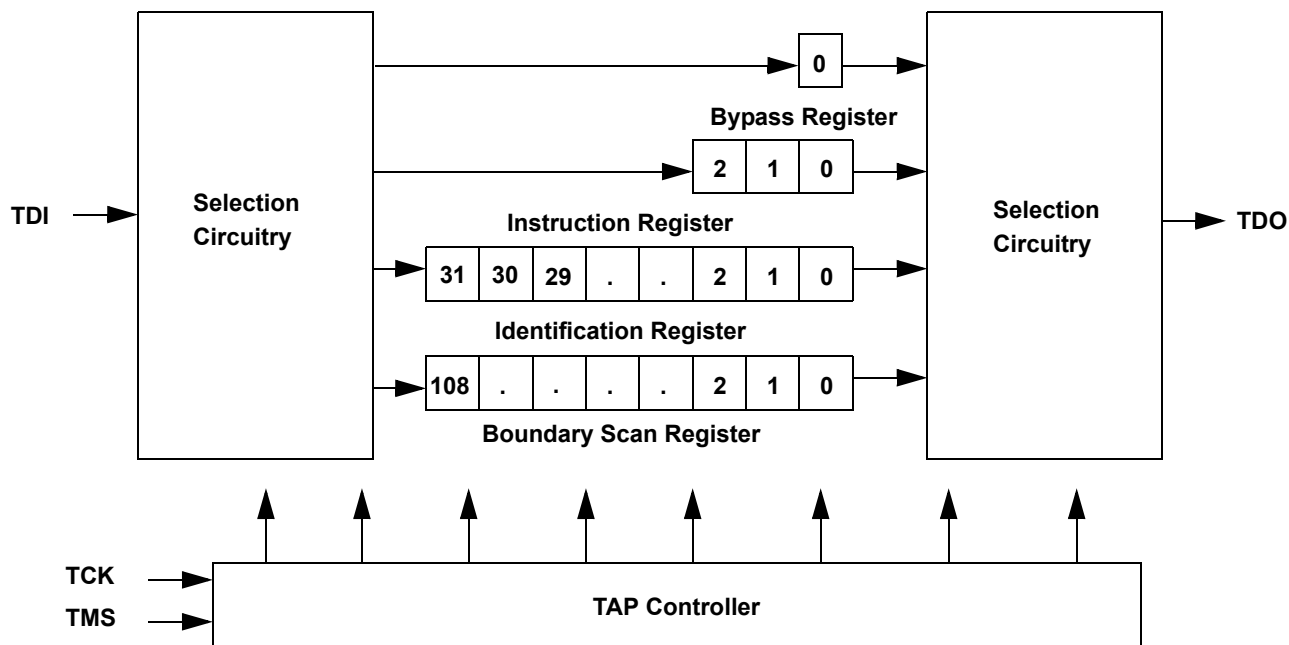 0
Bypass Register
2 1 0
TDI
Selection
Circuitry
Instruction Register
31 30 29 . . 2 1 0
Identification Register
108 . . . . 2 1 0
Boundary Scan Register
Selection
Circuitry
TDO
TCK
TMS
TAP Controller